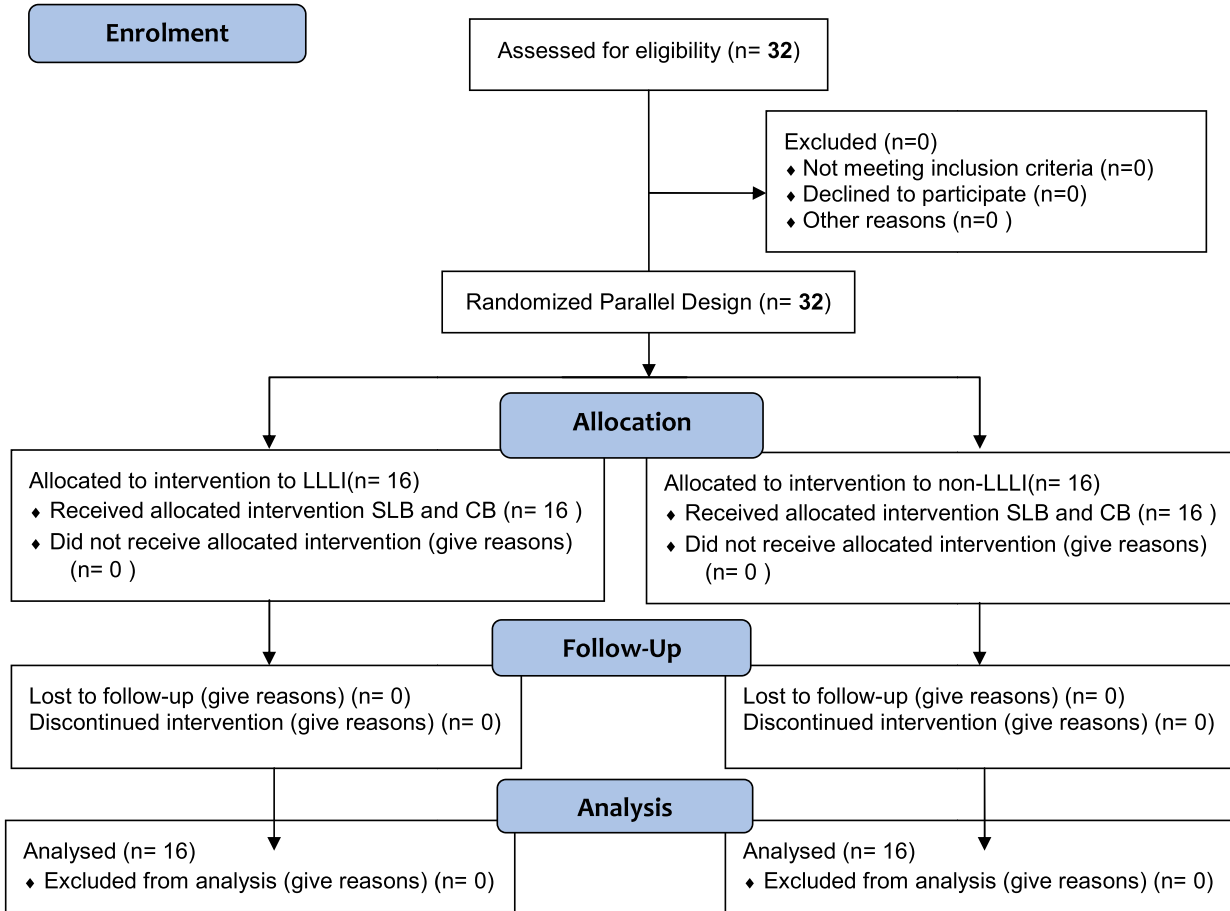 Enrolment
Assessed for eligibility (n= 32)
Excluded (n=0)
♦ Not meeting inclusion criteria (n=0)
♦ Declined to participate (n=0)
♦ Other reasons (n=0 )
Randomized Parallel Design (n= 32)
Allocation
Allocated to intervention to LLLI(n= 16)
♦ Received allocated intervention SLB and CB (n= 16 )
♦ Did not receive allocated intervention (give reasons)
(n= 0 )
Allocated to intervention to non-LLLI(n= 16)
♦ Received allocated intervention SLB and CB (n= 16 )
♦ Did not receive allocated intervention (give reasons)
(n= 0 )
Follow-Up
Lost to follow-up (give reasons) (n= 0)
Discontinued intervention (give reasons) (n= 0)
Lost to follow-up (give reasons) (n= 0)
Discontinued intervention (give reasons) (n= 0)
Analysis
Analysed (n= 16)
♦ Excluded from analysis (give reasons) (n= 0)
Analysed (n= 16)
♦ Excluded from analysis (give reasons) (n= 0)